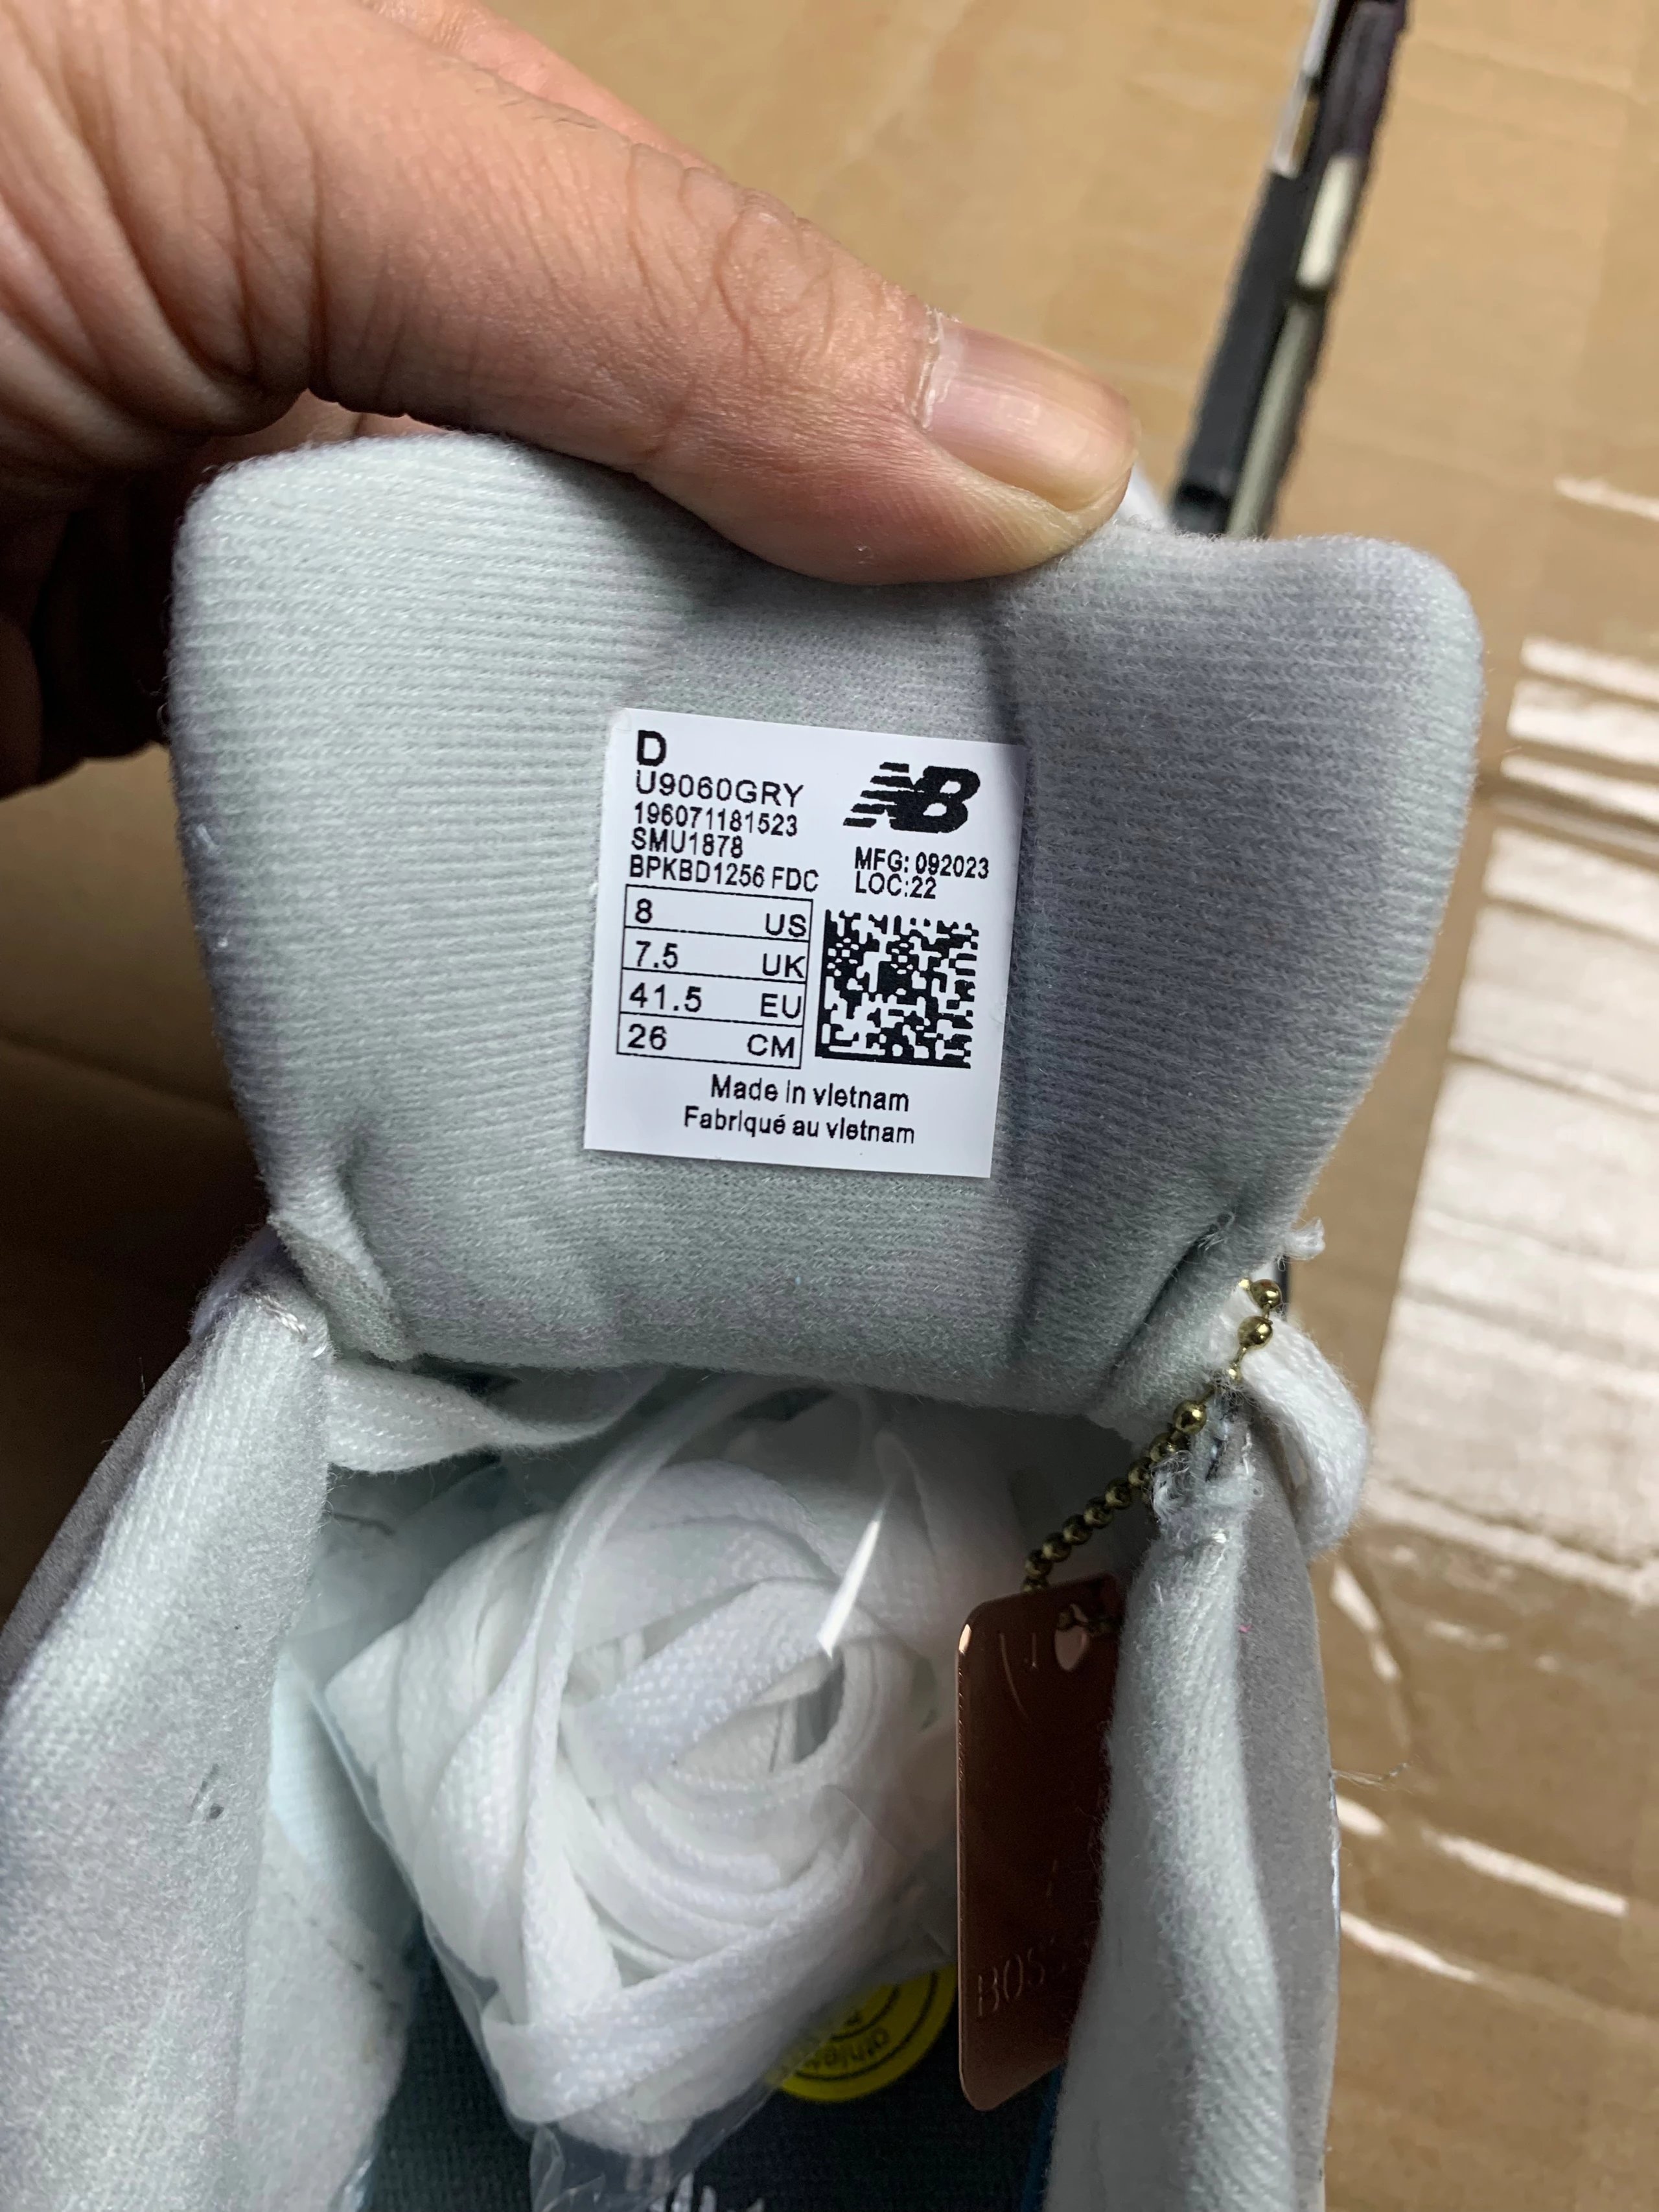 D
U9060GRY
196071181523
SMU1878
BPKBD1256 FDC
NB
MFG: 092023
LOC:22
8 US
7.5 UK
41.5 EU
26 CM
Made in vietnam
Fabriqué au vietnam